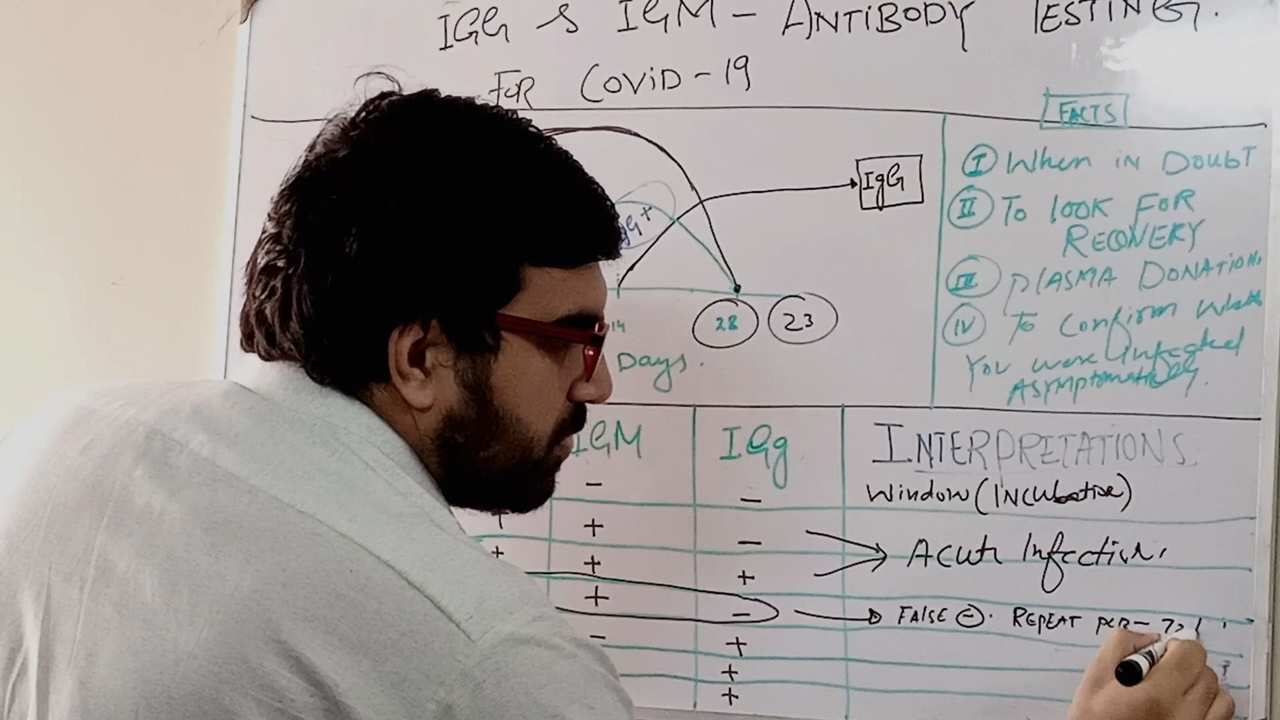 IGG & IGM - ANTIBODY TESTING.
FOR COVID-19
FACTS
I When in DoubT
II To look FOR
RECOVERY
III PLASMA DONATION.
IV To Confirm
You were Infected
ASYMPTOMATICALLY.
IgG
IgG+
14
28
23
Days.
IGM IGg INTERPRETATIONS
- - Window (INCubative)
+ + - Acute Infection.
+ + +
+ - FALSE -. REPEAT PCR -
- +
+
+